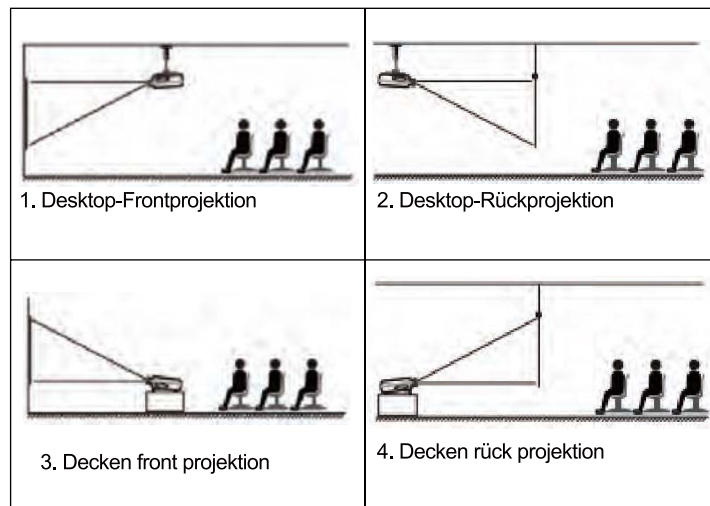 1. Desktop-Frontprojektion
2. Desktop-Rückprojektion
3. Decken front projektion
4. Decken rück projektion